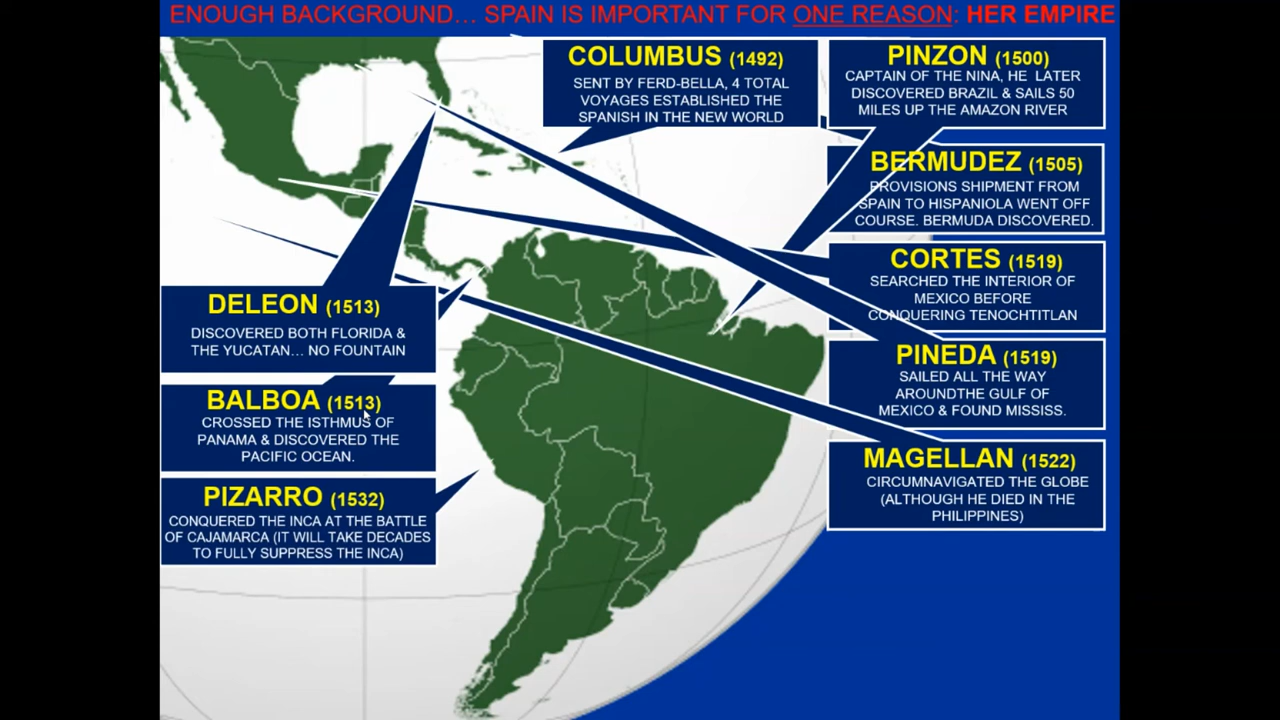 ENOUGH BACKGROUND... SPAIN IS IMPORTANT FOR ONE REASON: HER EMPIRE
COLUMBUS (1492)
SENT BY FERD-BELLA, 4 TOTAL
VOYAGES ESTABLISHED THE
SPANISH IN THE NEW WORLD
PINZON (1500)
CAPTAIN OF THE NINA, HE LATER
DISCOVERED BRAZIL & SAILS 50
MILES UP THE AMAZON RIVER
BERMUDEZ (1505)
PROVISIONS SHIPMENT FROM
SPAIN TO HISPANIOLA WENT OFF
COURSE. BERMUDA DISCOVERED.
CORTES (1519)
SEARCHED THE INTERIOR OF
MEXICO BEFORE
CONQUERING TENOCHTITLAN
DELEON (1513)
DISCOVERED BOTH FLORIDA &
THE YUCATAN... NO FOUNTAIN
PINEDA (1519)
SAILED ALL THE WAY
AROUNDTHE GULF OF
MEXICO & FOUND MISSISS.
BALBOA (1513)
CROSSED THE ISTHMUS OF
PANAMA & DISCOVERED THE
PACIFIC OCEAN.
MAGELLAN (1522)
CIRCUMNAVIGATED THE GLOBE
(ALTHOUGH HE DIED IN THE
PHILIPPINES)
PIZARRO (1532)
CONQUERED THE INCA AT THE BATTLE
OF CAJAMARCA (IT WILL TAKE DECADES
TO FULLY SUPPRESS THE INCA)